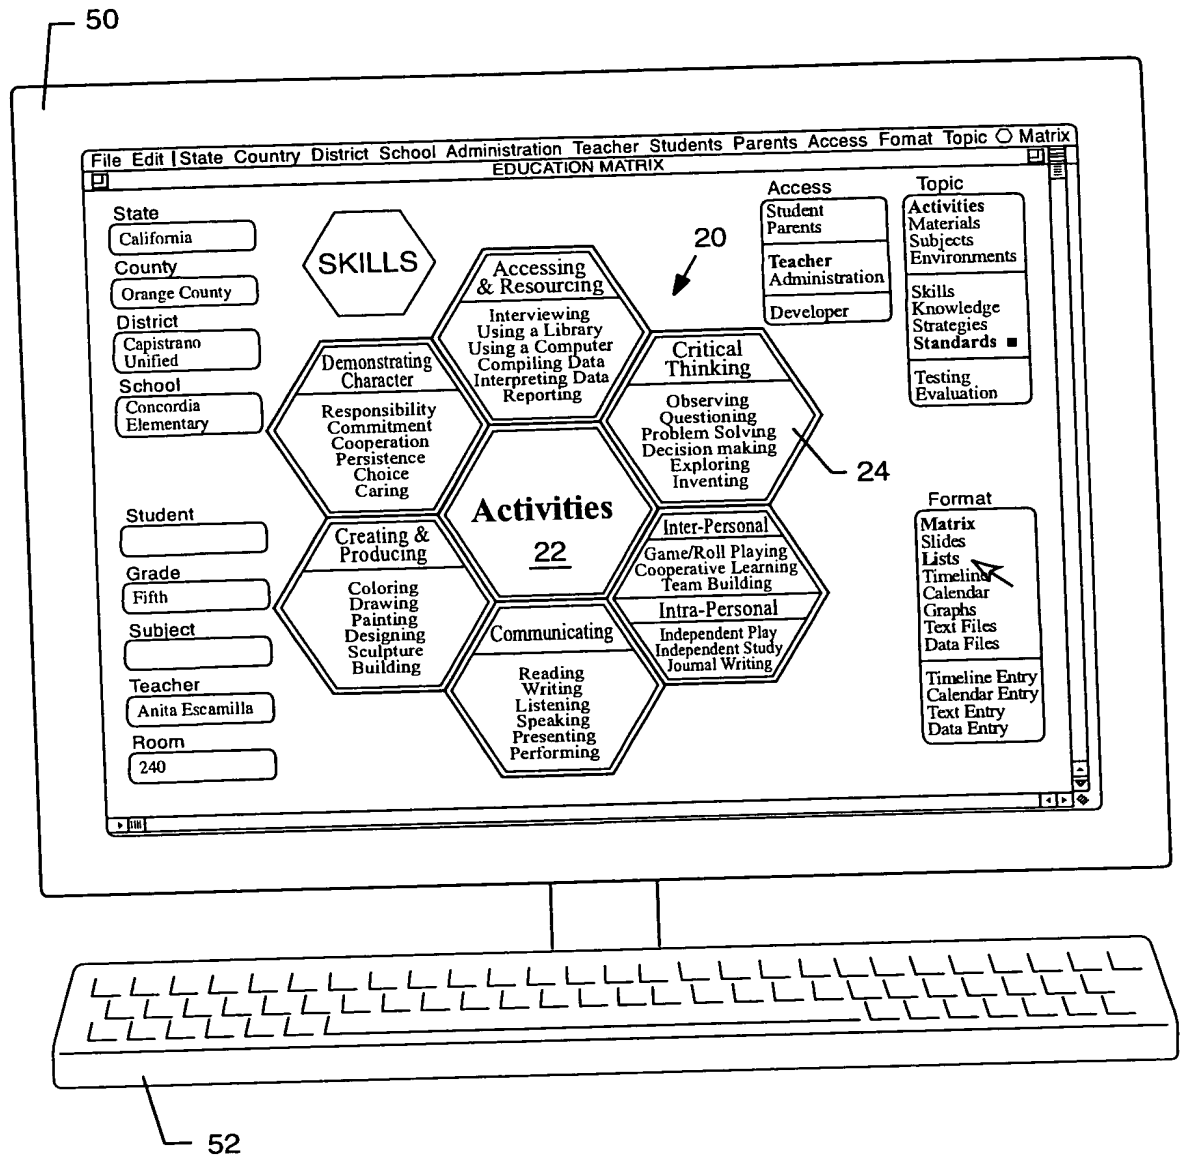 50
File Edit | State Country District School Administration Teacher Students Parents Access Fomat Topic Matrix
EDUCATION MATRIX
State
California
County
Orange County
District
Capistrano
Unified
School
Concordia
Elementary
Student
Grade
Fifth
Subject
Teacher
Anita Escamilla
Room
240
SKILLS
Accessing
& Resourcing
Interviewing
Using a Library
Using a Computer
Compiling Data
Interpreting Data
Reporting
20
Demonstrating
Character
Responsibility
Commitment
Cooperation
Persistence
Choice
Caring
Critical
Thinking
Observing
Questioning
Problem Solving
Decision making
Exploring
Inventing
24
Activities
22
Creating &
Producing
Coloring
Drawing
Painting
Designing
Sculpture
Building
Inter-Personal
Game/Roll Playing
Cooperative Learning
Team Building
Intra-Personal
Independent Play
Independent Study
Journal Writing
Communicating
Reading
Writing
Listening
Speaking
Presenting
Performing
Access
Student
Parents
Teacher
Administration
Developer
Topic
Activities
Materials
Subjects
Environments
Skills
Knowledge
Strategies
Standards
Testing
Evaluation
Format
Matrix
Slides
Lists
Timeline
Calendar
Graphs
Text Files
Data Files
Timeline Entry
Calendar Entry
Text Entry
Data Entry
52